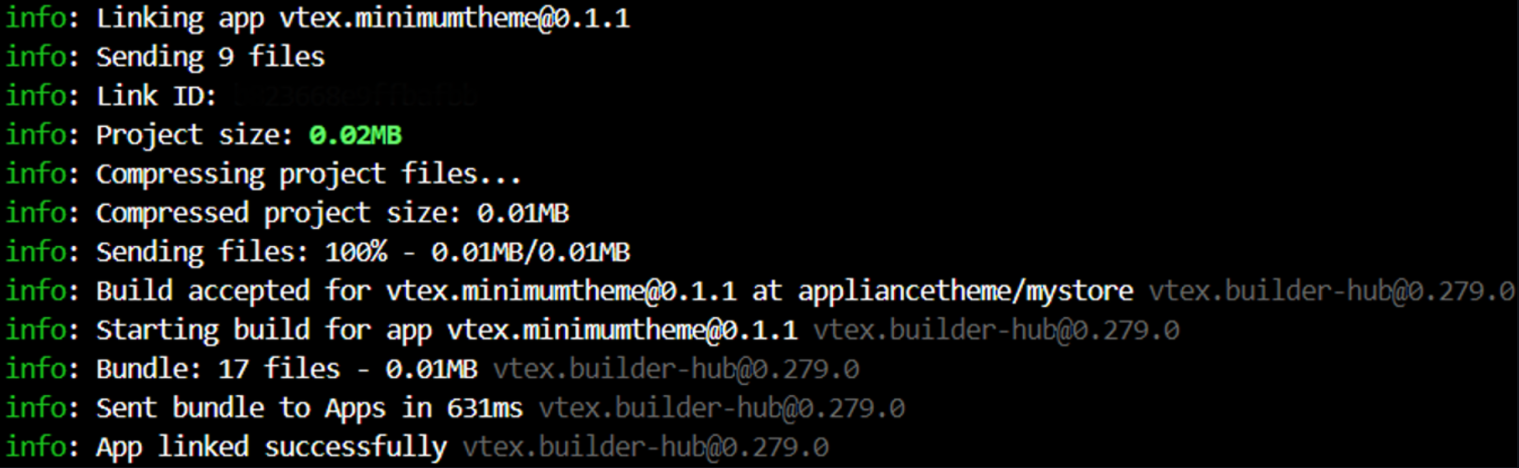 info: Linking app vtex.minimumtheme@0.1.1
info: Sending 9 files
info: Link ID:
info: Project size: 0.02MB
info: Compressing project files...
info: Compressed project size: 0.01MB
info: Sending files: 100% - 0.01MB/0.01MB
info: Build accepted for vtex.minimumtheme@0.1.1 at appliancetheme/mystore vtex.builder-hub@0.279.0
info: Starting build for app vtex.minimumtheme@0.1.1 vtex.builder-hub@0.279.0
info: Bundle: 17 files - 0.01MB vtex.builder-hub@0.279.0
info: Sent bundle to Apps in 631ms vtex.builder-hub@0.279.0
info: App linked successfully vtex.builder-hub@0.279.0